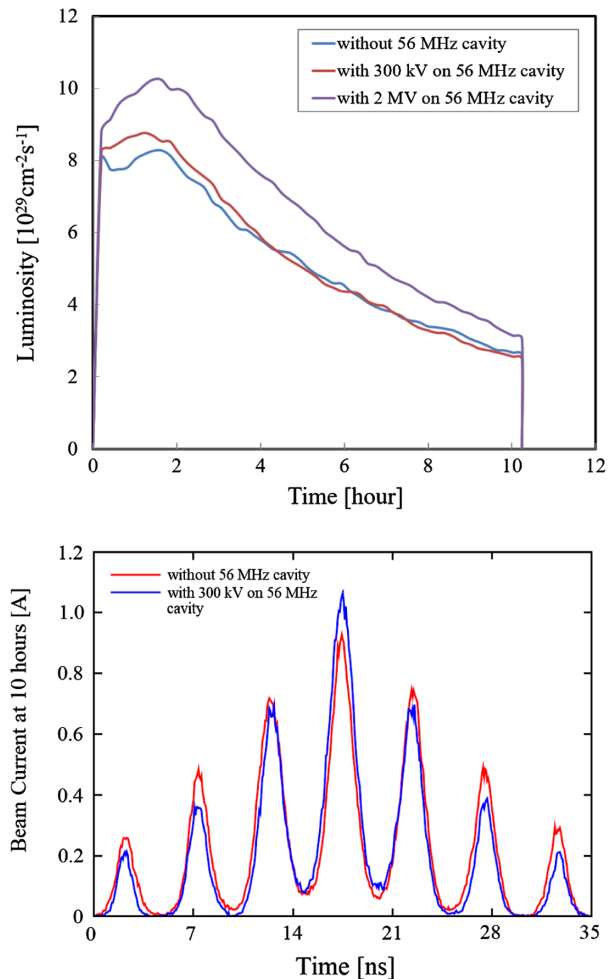 without 56 MHz cavity
with 300 kV on 56 MHz cavity
with 2 MV on 56 MHz cavity
Luminosity [10²⁹cm⁻²s⁻¹]
12
10
8
6
4
2
0
0 2 4 6 8 10 12
Time [hour]
without 56 MHz cavity
with 300 kV on 56 MHz
cavity
Beam Current at 10 hours [A]
1.2
1.0
0.8
0.6
0.4
0.2
0
0 7 14 21 28 35
Time [ns]